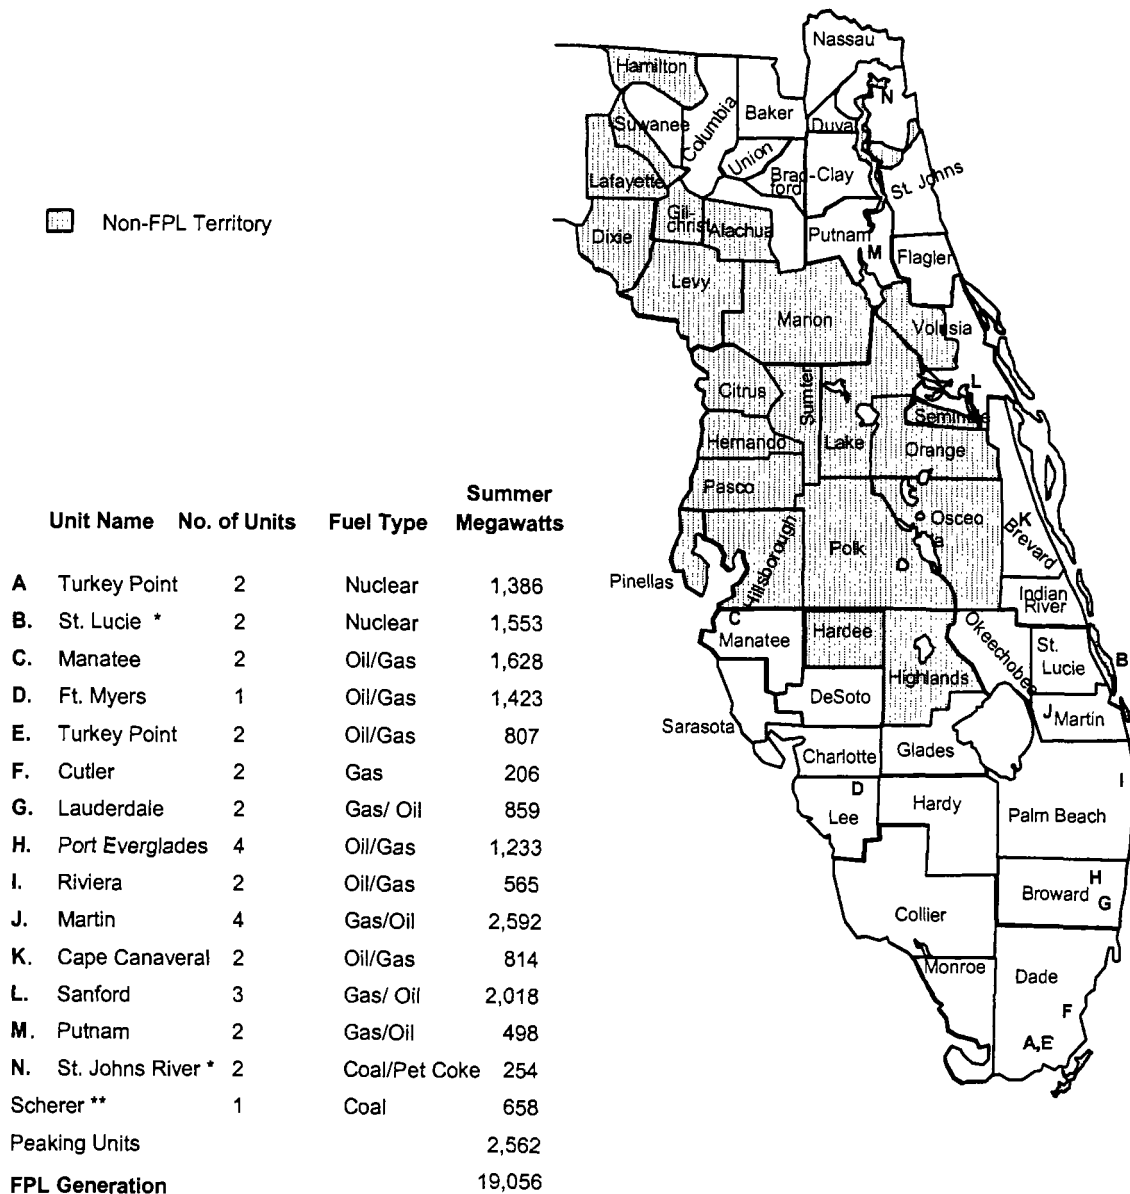 Non-FPL Territory
Summer
Unit Name No. of Units Fuel Type Megawatts
A Turkey Point 2 Nuclear 1,386
B. St. Lucie * 2 Nuclear 1,553
C. Manatee 2 Oil/Gas 1,628
D. Ft. Myers 1 Oil/Gas 1,423
E. Turkey Point 2 Oil/Gas 807
F. Cutler 2 Gas 206
G. Lauderdale 2 Gas/ Oil 859
H. Port Everglades 4 Oil/Gas 1,233
I. Riviera 2 Oil/Gas 565
J. Martin 4 Gas/Oil 2,592
K. Cape Canaveral 2 Oil/Gas 814
L. Sanford 3 Gas/ Oil 2,018
M. Putnam 2 Gas/Oil 498
N. St. Johns River * 2 Coal/Pet Coke 254
Scherer ** 1 Coal 658
Peaking Units 2,562
FPL Generation 19,056
Nassau
Hamilton
N
Columbia
Baker
Suwanee
Duval
Union
Lafayette
Brad-
ford
Clay
St. Johns
Gil-
christ
Alachua
Dixie
Putnam
M
Flagler
Levy
Marion
Volusia
L
Citrus
Sumter
Seminole
Hernando
Lake
Orange
Pasco
K
Brevard
Osceo
la
Polk
Hillsborough
Pinellas
Indian
River
C
Manatee
Hardee
Okeechobee
St.
Lucie
B
Highlands
DeSoto
J Martin
Sarasota
Charlotte
Glades
I
D
Lee
Hardy
Palm Beach
H
Broward
G
Collier
Monroe
Dade
F
A,E